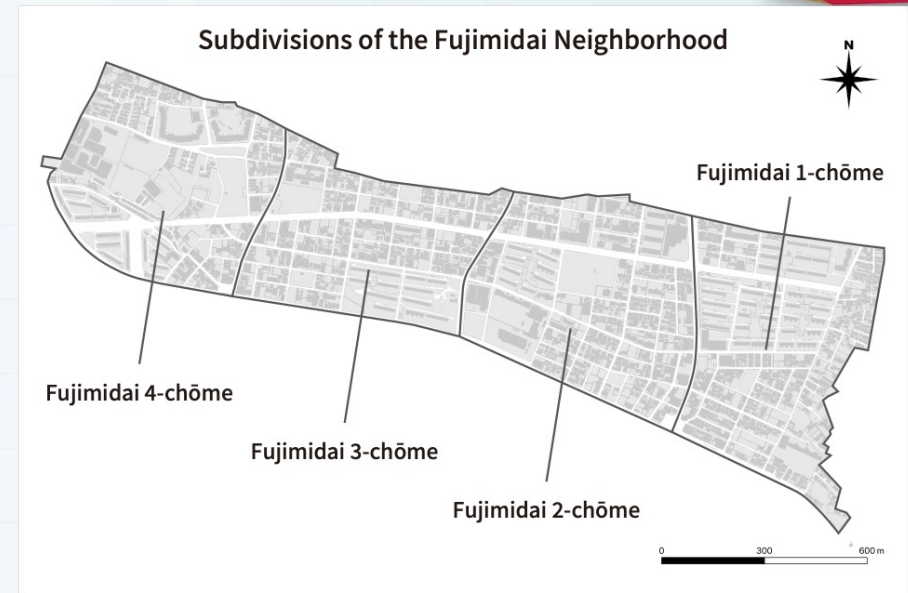 Subdivisions of the Fujimidai Neighborhood
N
Fujimidai 1-chōme
Fujimidai 4-chōme
Fujimidai 3-chōme
Fujimidai 2-chōme
0 300 600 m